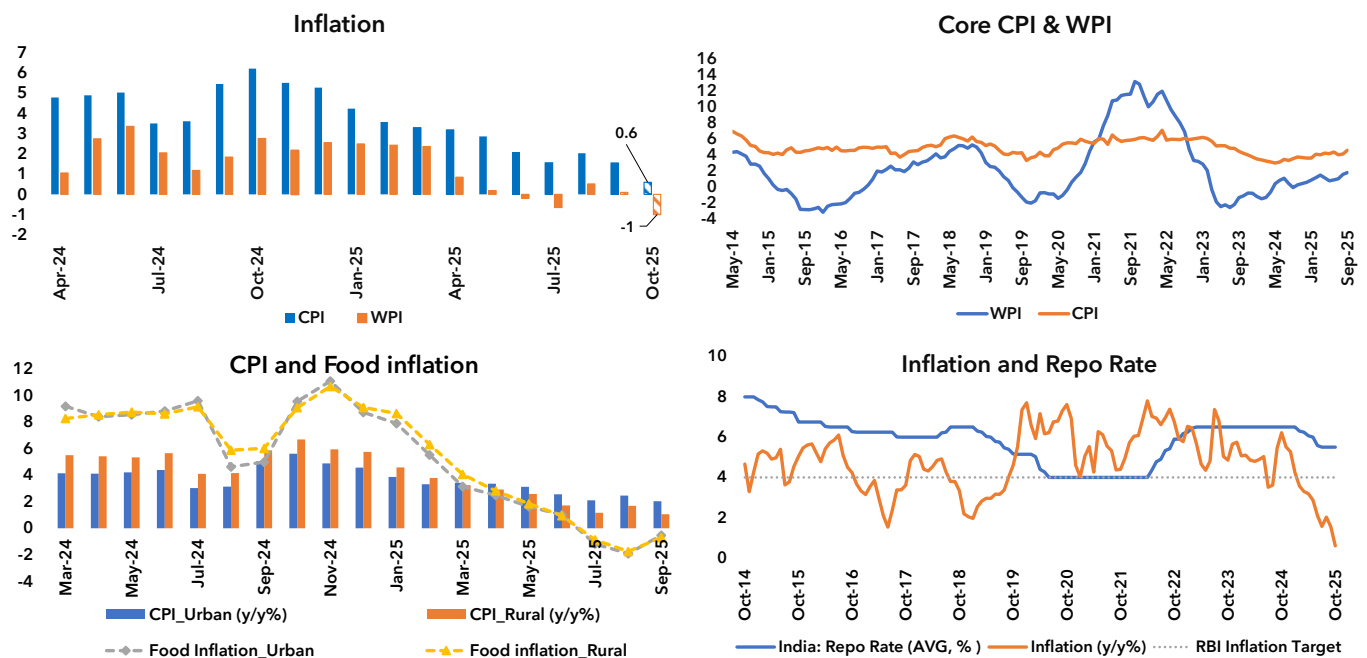 Inflation
7
6
5
4
3
2
1
0
-1
-2
0.6
-1
Apr-24
Jul-24
Oct-24
Jan-25
Apr-25
Jul-25
Oct-25
CPI WPI
Core CPI & WPI
16
14
12
10
8
6
4
2
0
-2
-4
May-14
Jan-15
Sep-15
May-16
Jan-17
Sep-17
May-18
Jan-19
Sep-19
May-20
Jan-21
Sep-21
May-22
Jan-23
Sep-23
May-24
Jan-25
Sep-25
WPI CPI
CPI and Food inflation
12
10
8
6
4
2
0
-2
-4
Mar-24
May-24
Jul-24
Sep-24
Nov-24
Jan-25
Mar-25
May-25
Jul-25
Sep-25
CPI_Urban (y/y%) CPI_Rural (y/y%)
Food Inflation_Urban Food inflation_Rural
Inflation and Repo Rate
10
8
6
4
2
0
Oct-14
Oct-15
Oct-16
Oct-17
Oct-18
Oct-19
Oct-20
Oct-21
Oct-22
Oct-23
Oct-24
Oct-25
India: Repo Rate (AVG, % ) Inflation (y/y%) RBI Inflation Target